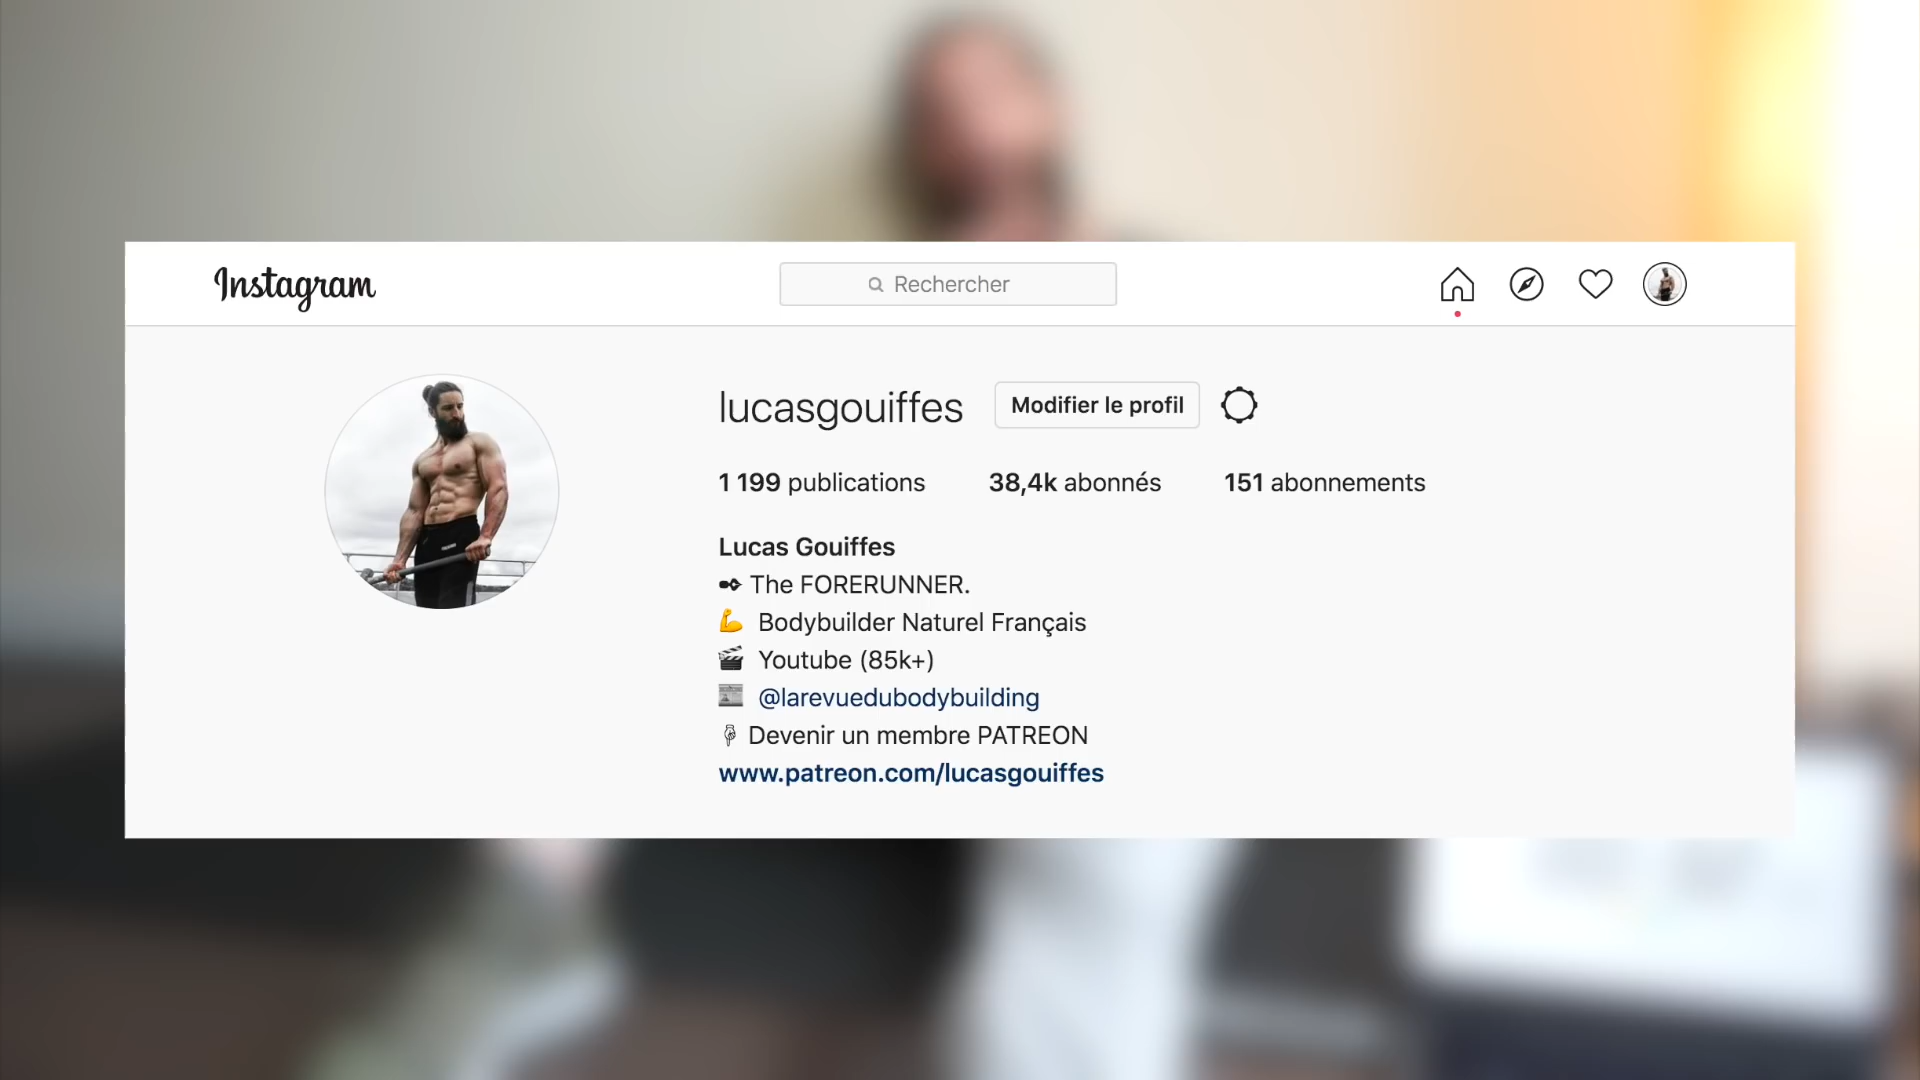 Instagram
Rechercher
lucasgouiffes
Modifier le profil
1 199 publications 38,4k abonnés 151 abonnements
Lucas Gouiffes
✒️ The FORERUNNER.
💪 Bodybuilder Naturel Français
🎬 Youtube (85k+)
📰 @larevuedubodybuilding
👇 Devenir un membre PATREON
www.patreon.com/lucasgouiffes